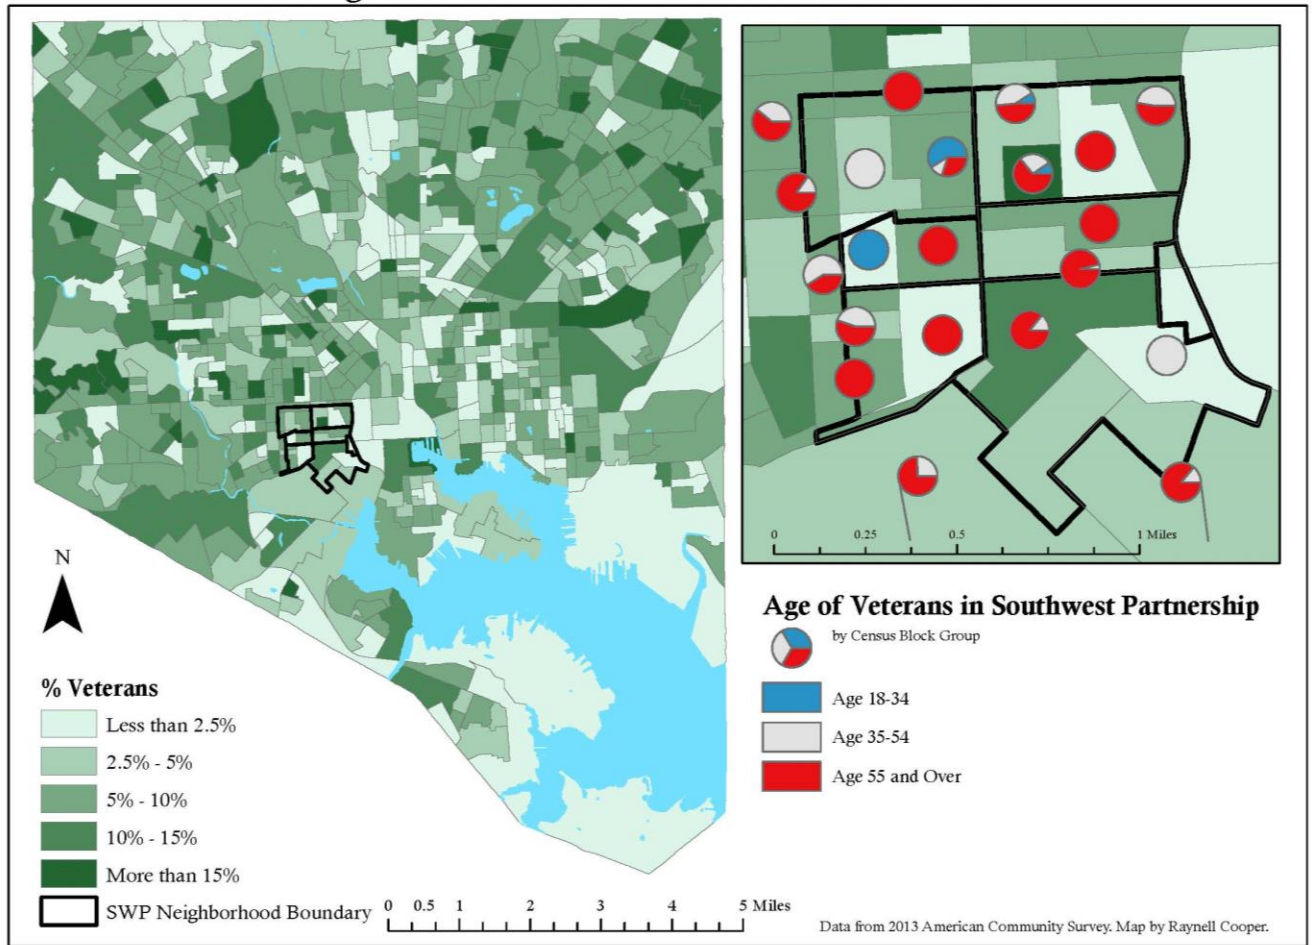 N
% Veterans
Less than 2.5%
2.5% - 5%
5% - 10%
10% - 15%
More than 15%
SWP Neighborhood Boundary
0 0.5 1 2 3 4 5 Miles
0 0.25 0.5 1 Miles
Age of Veterans in Southwest Partnership
by Census Block Group
Age 18-34
Age 35-54
Age 55 and Over
Data from 2013 American Community Survey. Map by Raynell Cooper.